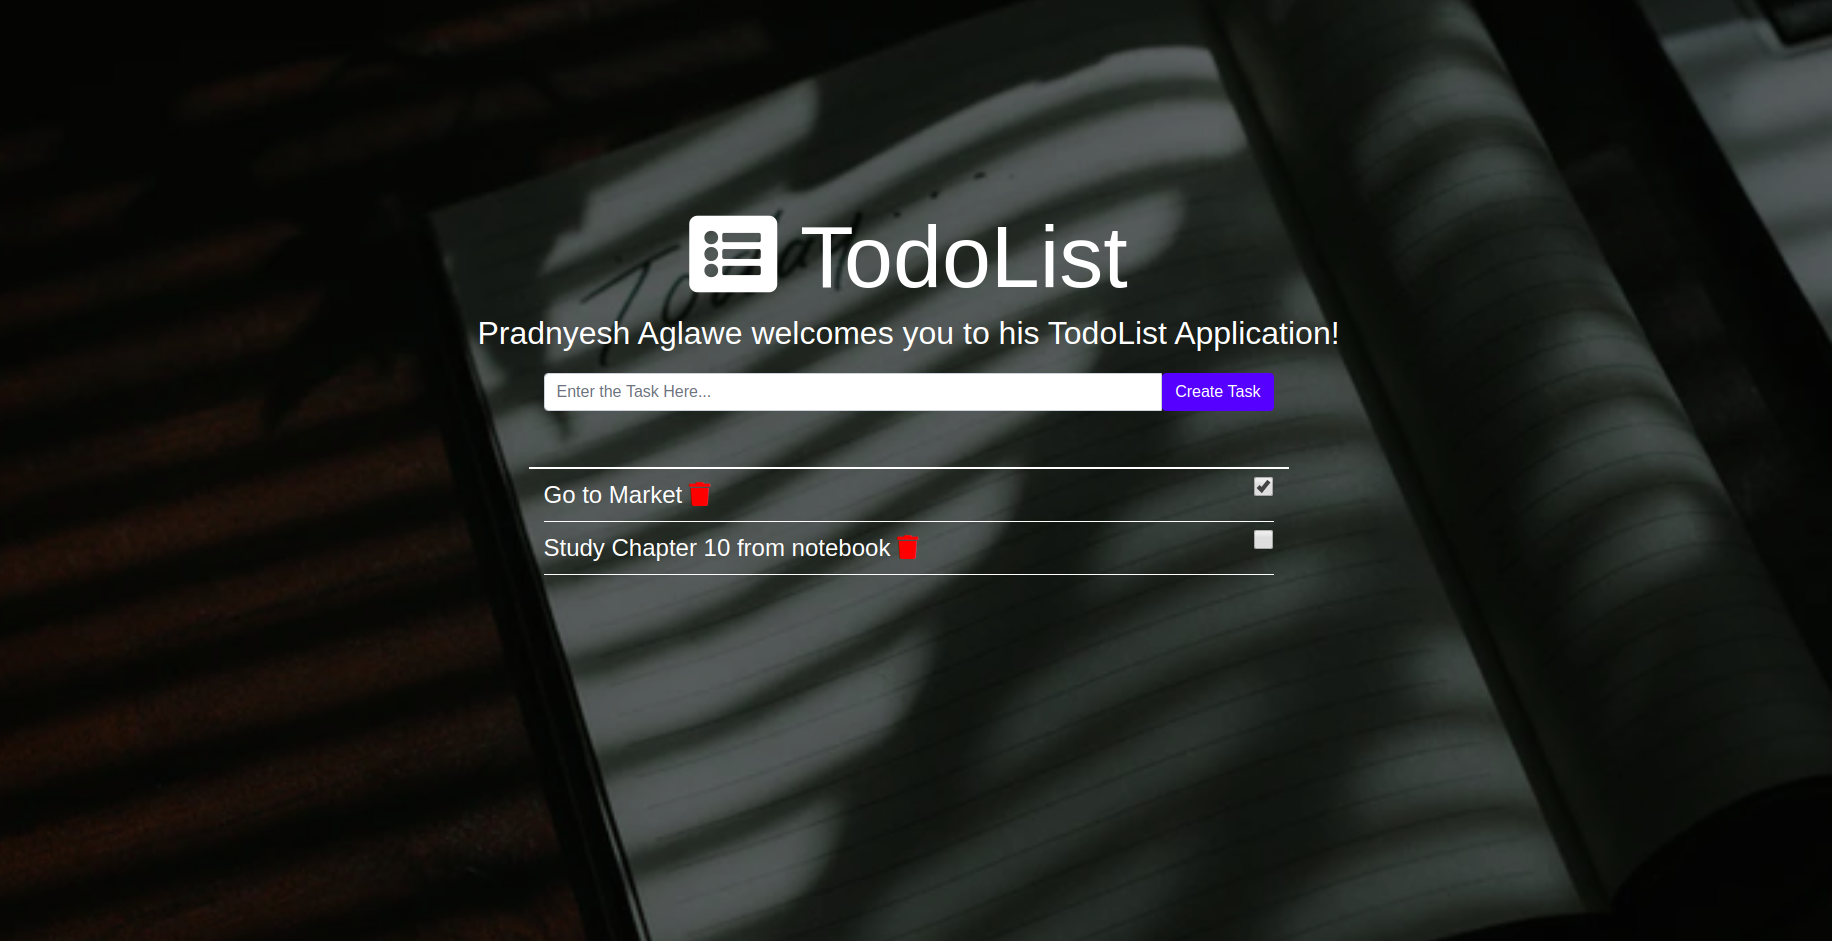 TodoList
Pradnyesh Aglawe welcomes you to his TodoList Application!
Enter the Task Here... Create Task
Go to Market
Study Chapter 10 from notebook